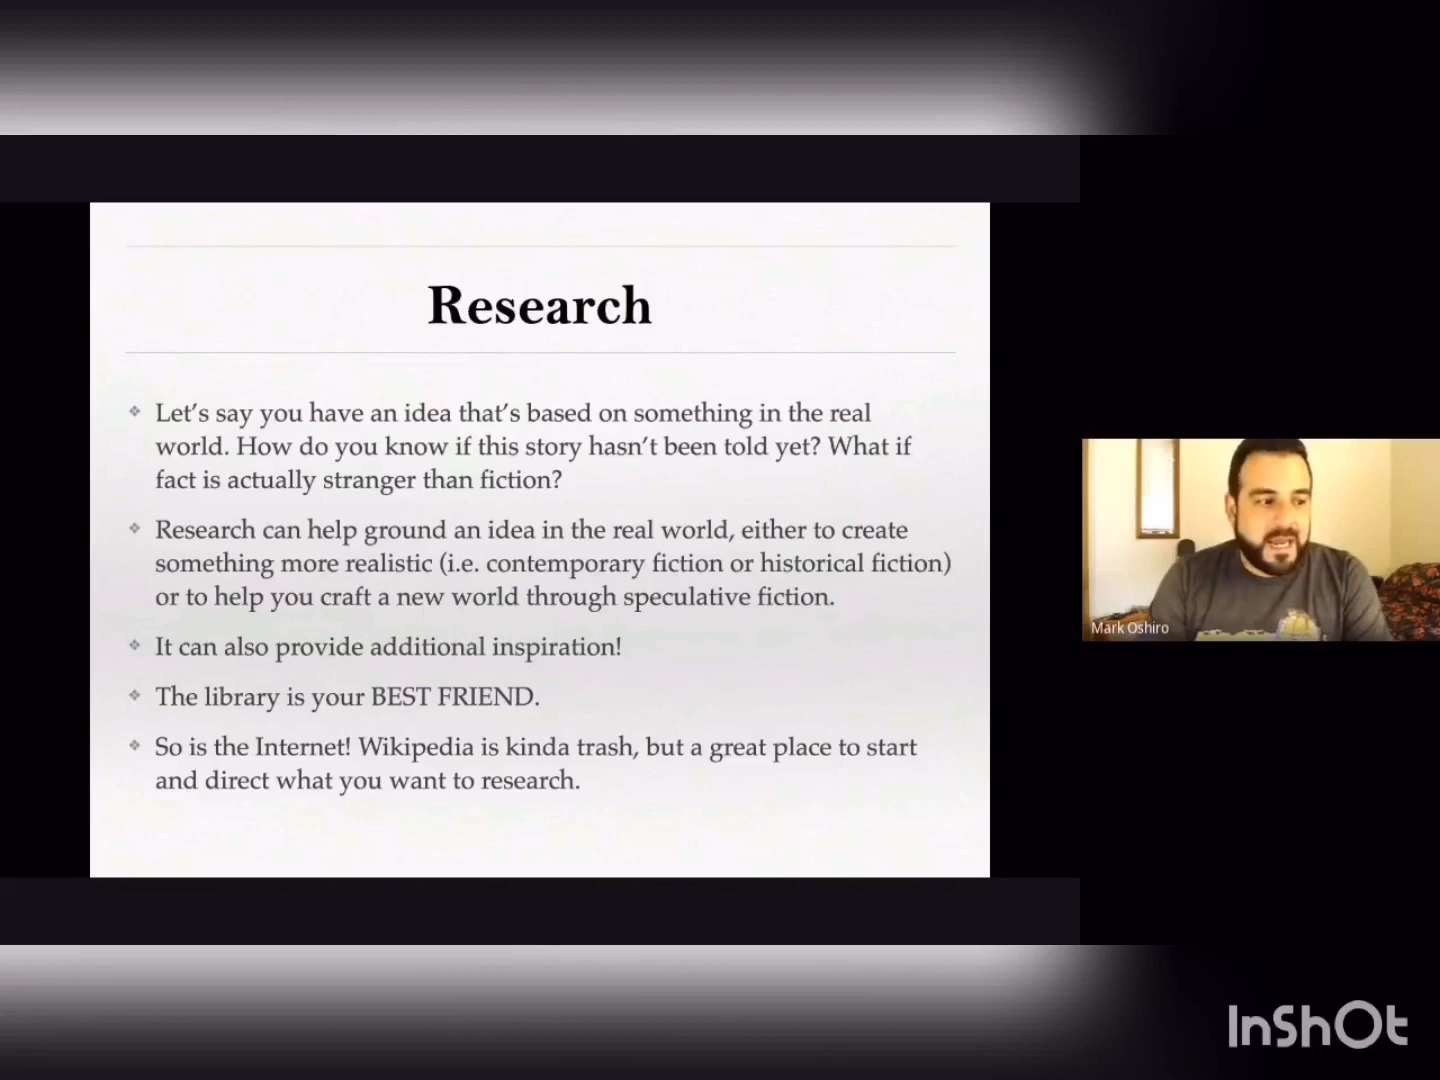 Research
❖ Let’s say you have an idea that’s based on something in the real
world. How do you know if this story hasn’t been told yet? What if
fact is actually stranger than fiction?
❖ Research can help ground an idea in the real world, either to create
something more realistic (i.e. contemporary fiction or historical fiction)
or to help you craft a new world through speculative fiction.
❖ It can also provide additional inspiration!
❖ The library is your BEST FRIEND.
❖ So is the Internet! Wikipedia is kinda trash, but a great place to start
and direct what you want to research.
Mark Oshiro
InShOt